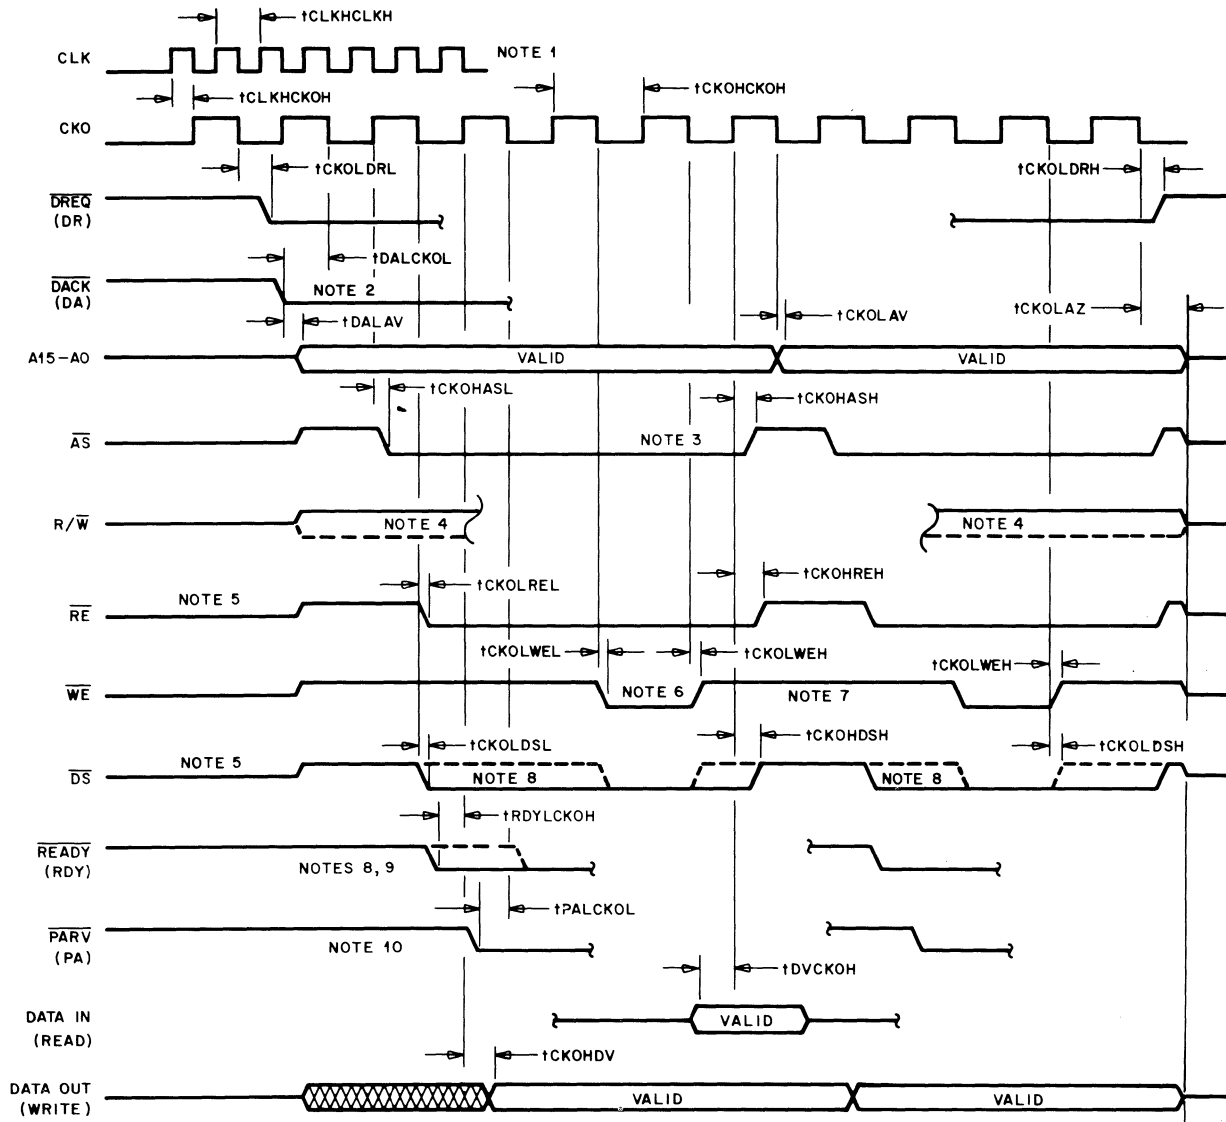 tCLKHCLKH
CLK
NOTE 1
tCLKHCKOH
tCKOHCKOH
CKO
tCKOLDRL
tCKOLDRH
DREQ
(DR)
tDALCKOL
DACK
(DA)
NOTE 2
tCKOLAZ
tDALAV
tCKOLAV
A15-A0
VALID
VALID
tCKOHASL
tCKOHASH
AS
NOTE 3
R/W
NOTE 4
NOTE 4
tCKOLREL
tCKOHREH
RE
NOTE 5
tCKOLWEL
tCKOLWEH
tCKOLWEH
WE
NOTE 6
NOTE 7
tCKOLDSL
tCKOHDSH
tCKOLDSH
DS
NOTE 5
NOTE 8
NOTE 8
tRDYLCKOH
READY
(RDY)
NOTES 8, 9
tPALCKOL
PARV
(PA)
NOTE 10
tDVCKOH
DATA IN
(READ)
VALID
tCKOHDV
DATA OUT
(WRITE)
VALID
VALID